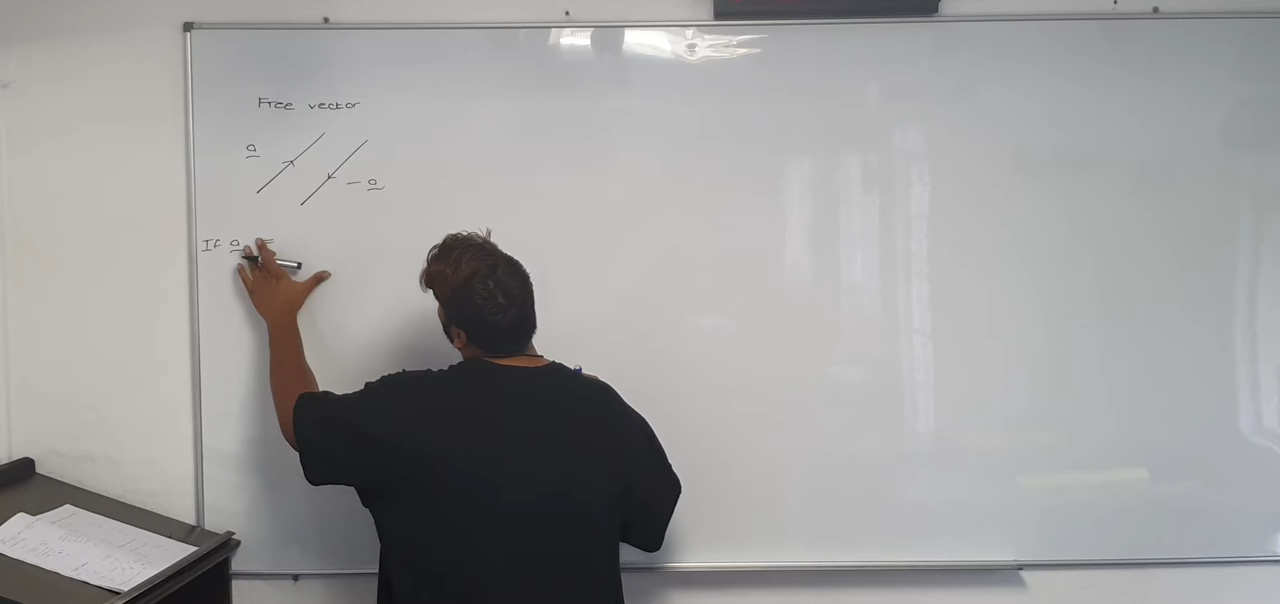 Free vector
a
- a
If a =